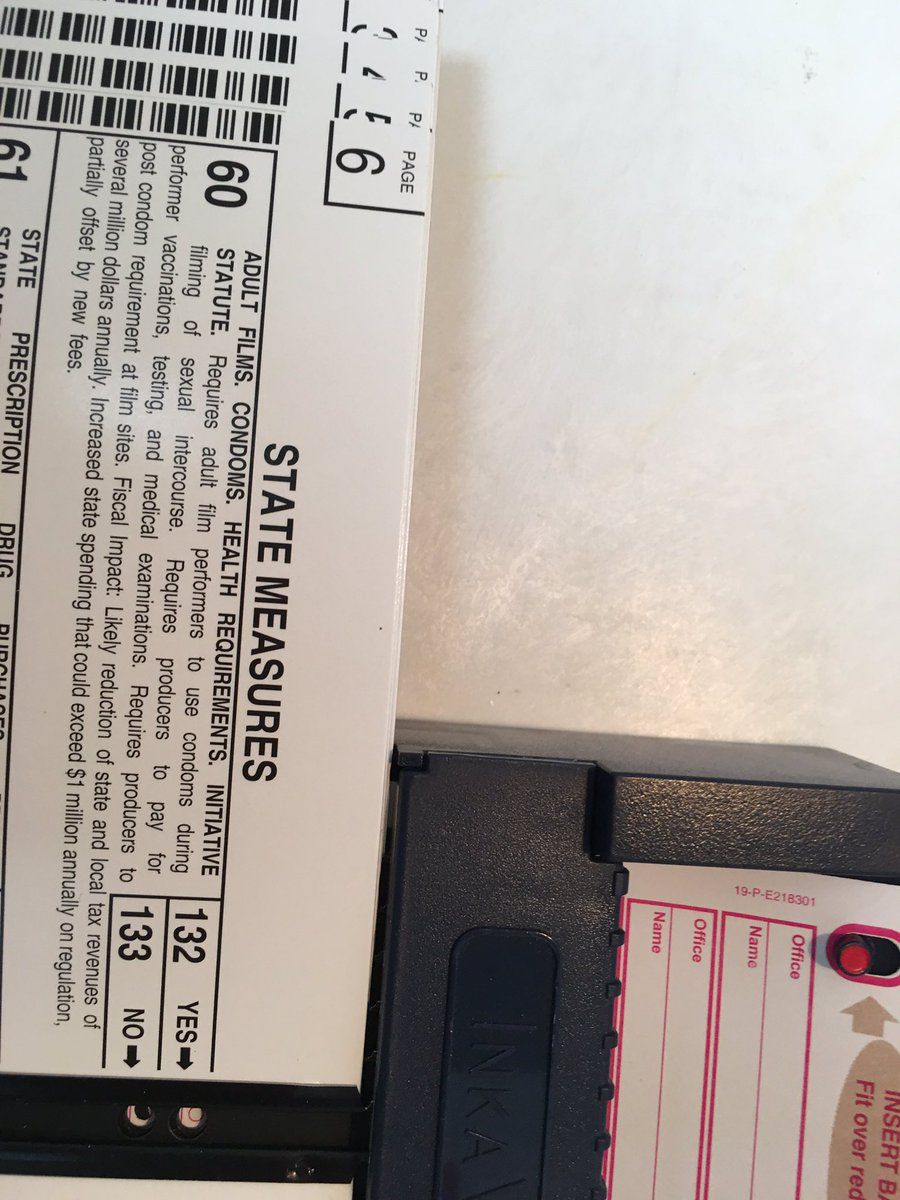 PAGE
6
STATE MEASURES
60 ADULT FILMS. CONDOMS. HEALTH REQUIREMENTS. INITIATIVE
STATUTE. Requires adult film performers to use condoms during
filming of sexual intercourse. Requires producers to pay for
performer vaccinations, testing, and medical examinations. Requires producers to
post condom requirement at film sites. Fiscal Impact: Likely reduction of state and local tax revenues of
several million dollars annually. Increased state spending that could exceed $1 million annually on regulation,
partially offset by new fees.
132 YES
133 NO
61 STATE PRESCRIPTION DRUG
19-P-E218301
Office
Name
Office
Name
INSERT
Fit over red
INKA